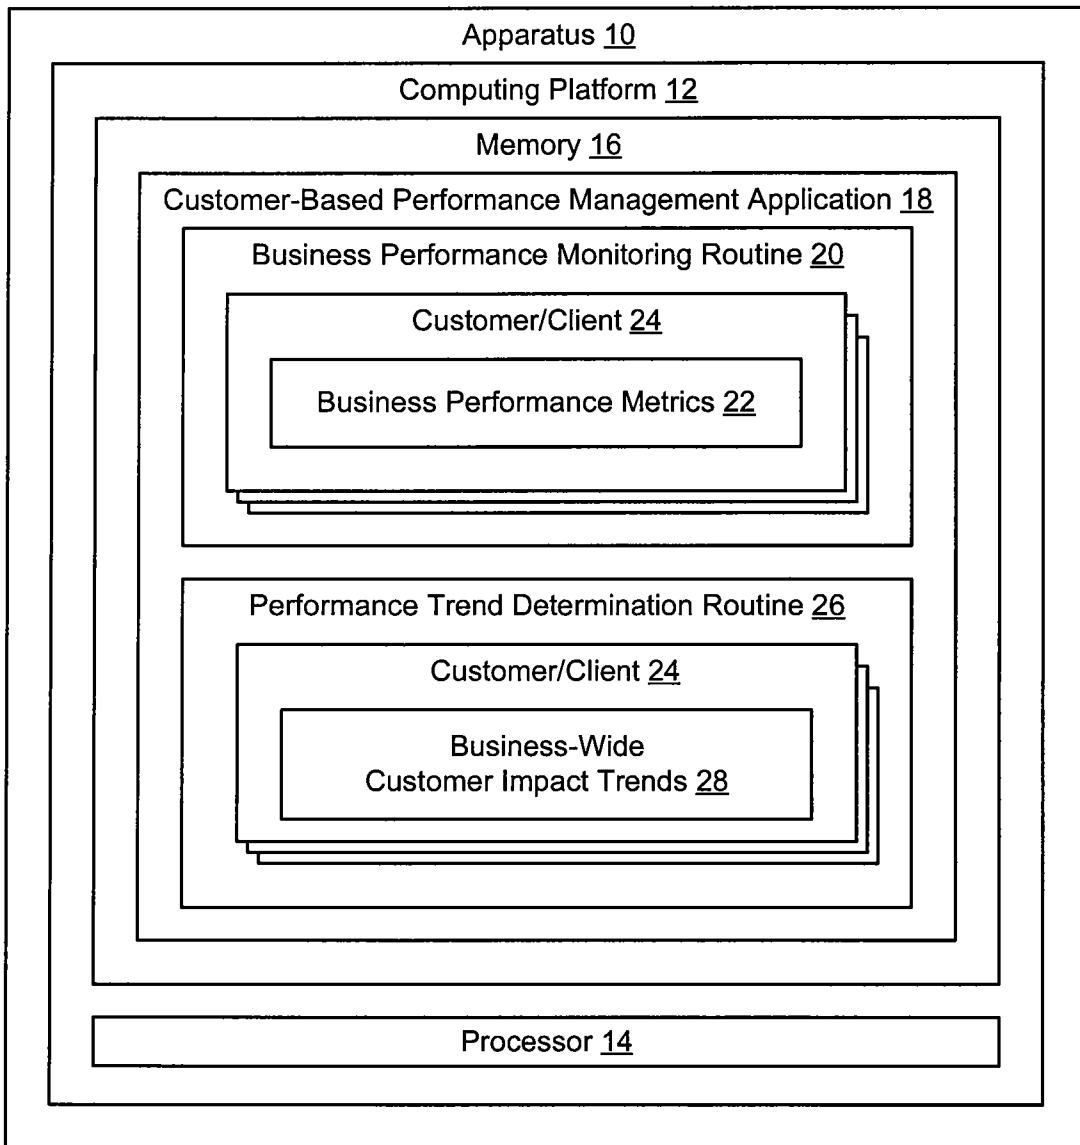 Apparatus 10
Computing Platform 12
Memory 16
Customer-Based Performance Management Application 18
Business Performance Monitoring Routine 20
Customer/Client 24
Business Performance Metrics 22
Performance Trend Determination Routine 26
Customer/Client 24
Business-Wide
Customer Impact Trends 28
Processor 14